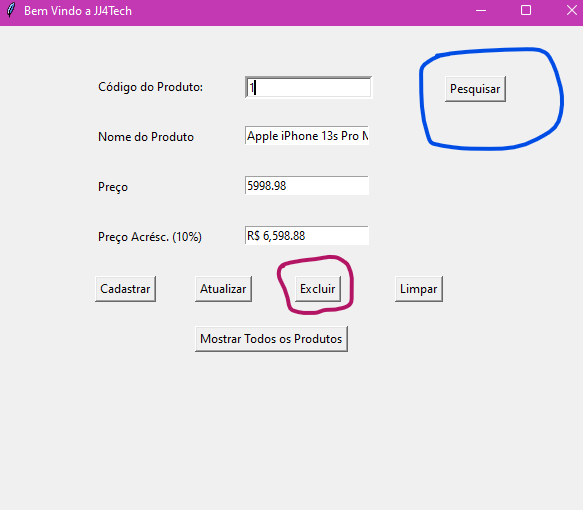 Bem Vindo a JJ4Tech
Código do Produto: 1 Pesquisar
Nome do Produto Apple iPhone 13s Pro M
Preço 5998.98
Preço Acrésc. (10%) R$ 6,598.88
Cadastrar Atualizar Excluir Limpar
Mostrar Todos os Produtos